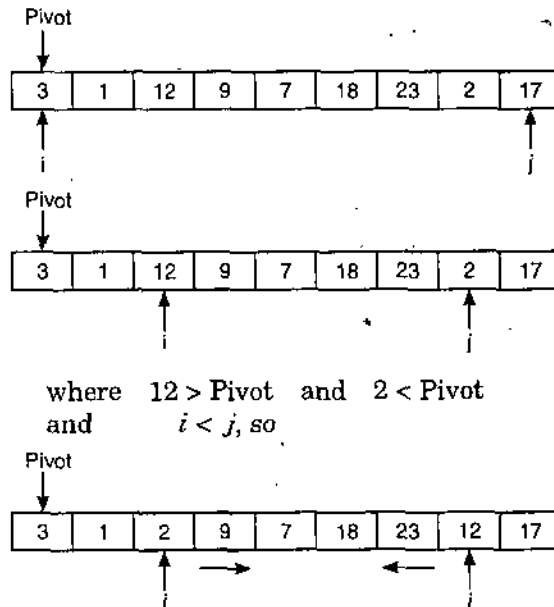 Pivot
3 1 12 9 7 18 23 2 17
i j
Pivot
3 1 12 9 7 18 23 2 17
i j
where 12 > Pivot and 2 < Pivot
and i < j, so
Pivot
3 1 2 9 7 18 23 12 17
i j